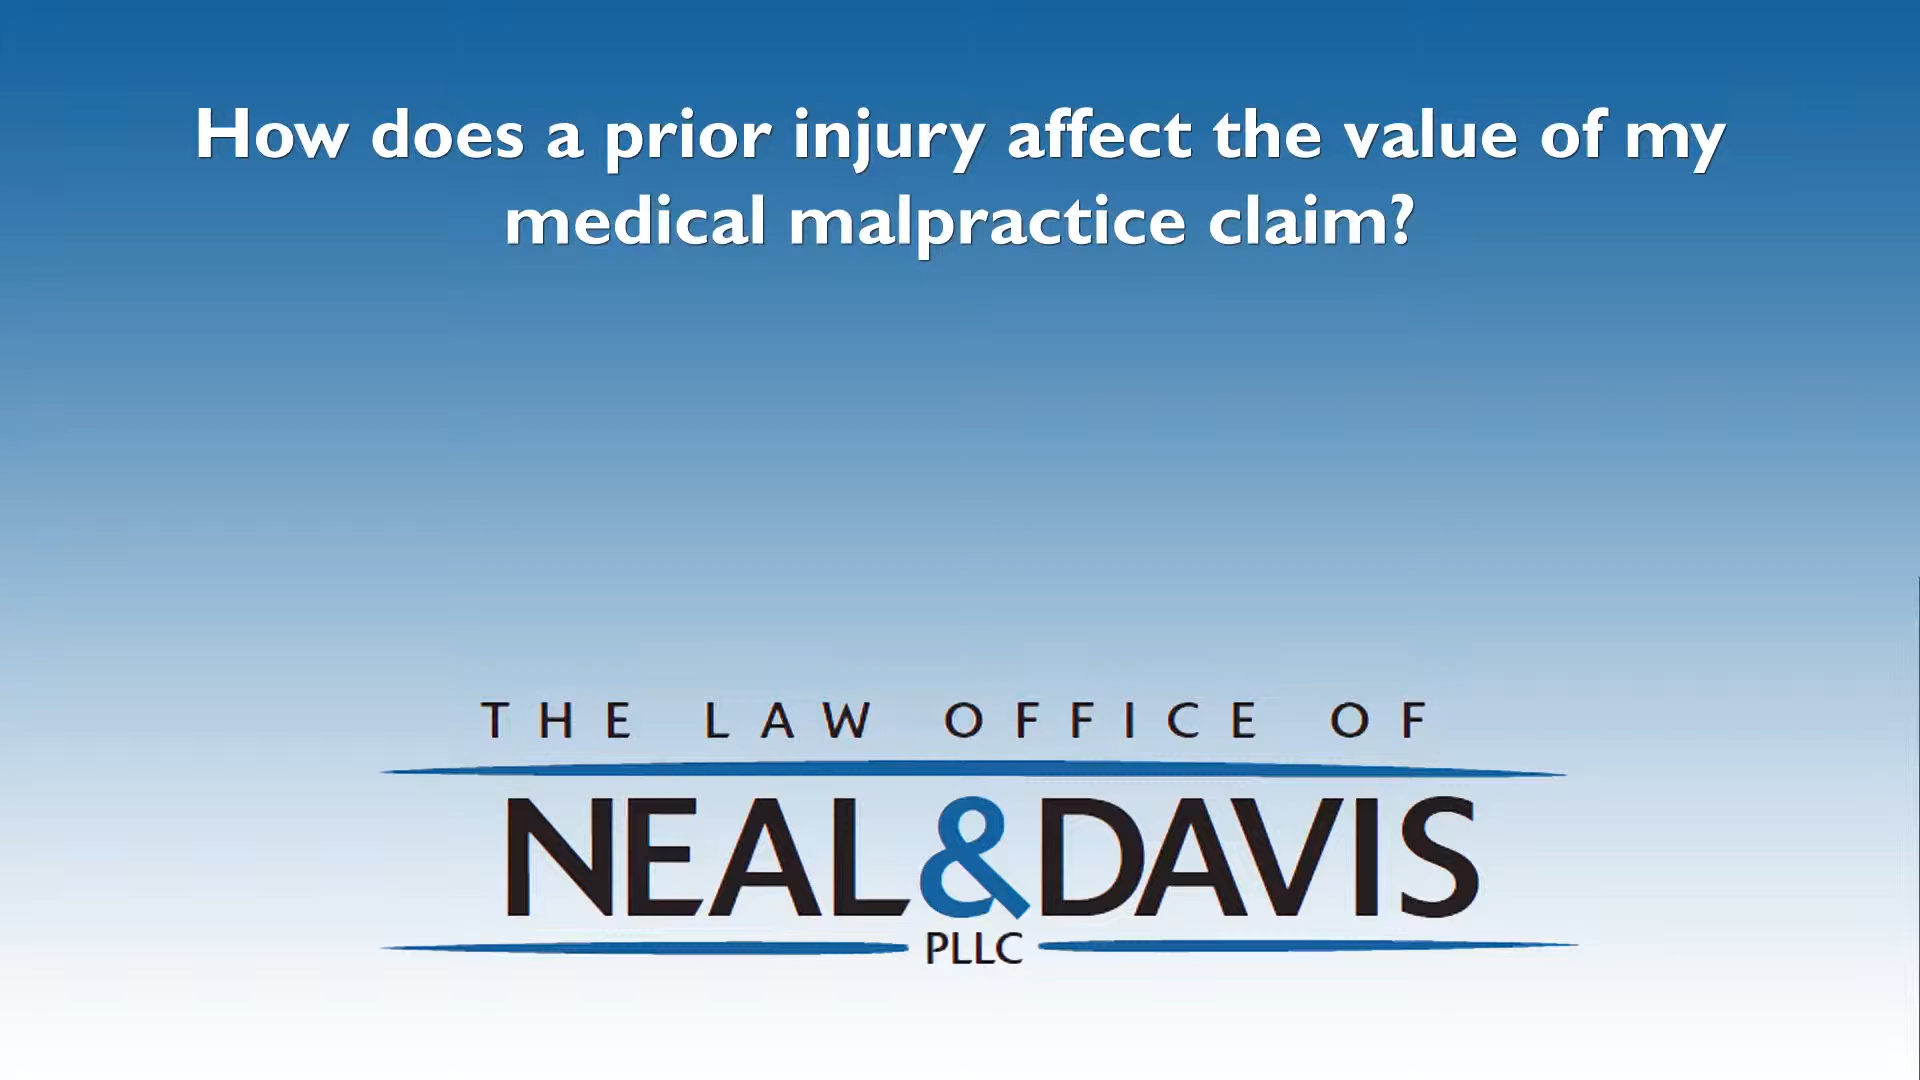 How does a prior injury affect the value of my
medical malpractice claim?
THE LAW OFFICE OF
NEAL&DAVIS
PLLC